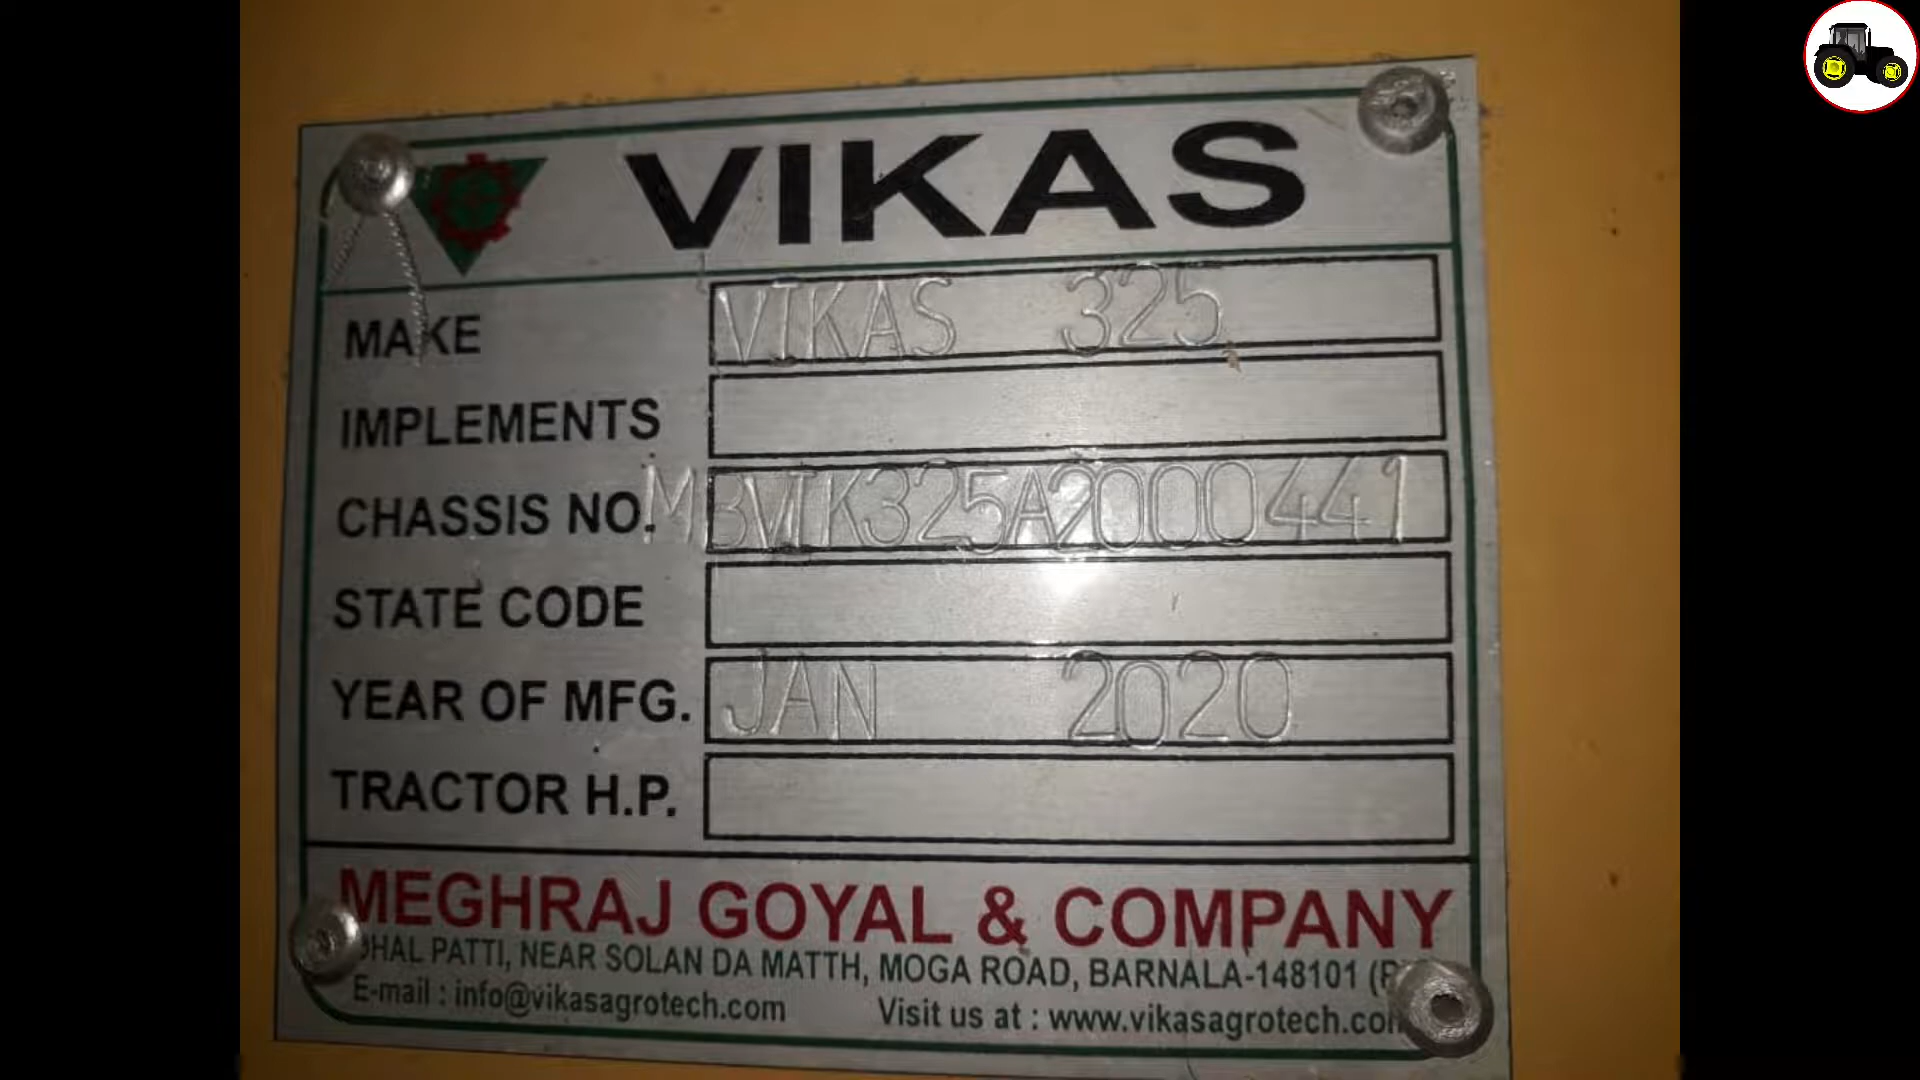 VIKAS
MAKE VIKAS 325
IMPLEMENTS
CHASSIS NO. MBVIK325A2000441
STATE CODE
YEAR OF MFG. JAN 2020
TRACTOR H.P.
MEGHRAJ GOYAL & COMPANY
PATTI, NEAR SOLAN DA MATTH, MOGA ROAD, BARNALA-148101
E-mail : info@vikasagrotech.com Visit us at : www.vikasagrotech.com